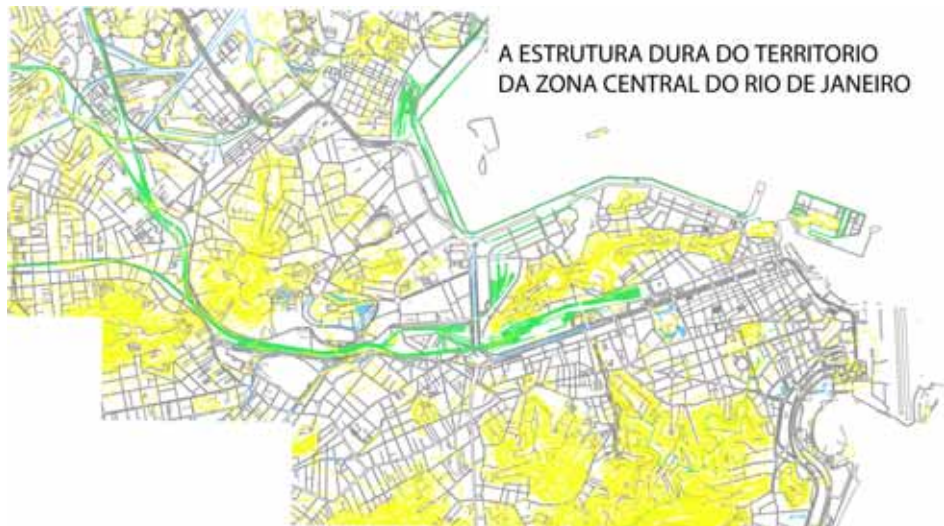 A ESTRUTURA DURA DO TERRITORIO
DA ZONA CENTRAL DO RIO DE JANEIRO